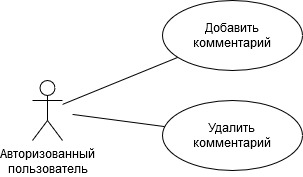 Добавить
комментарий
Удалить
комментарий
Авторизованный
пользователь